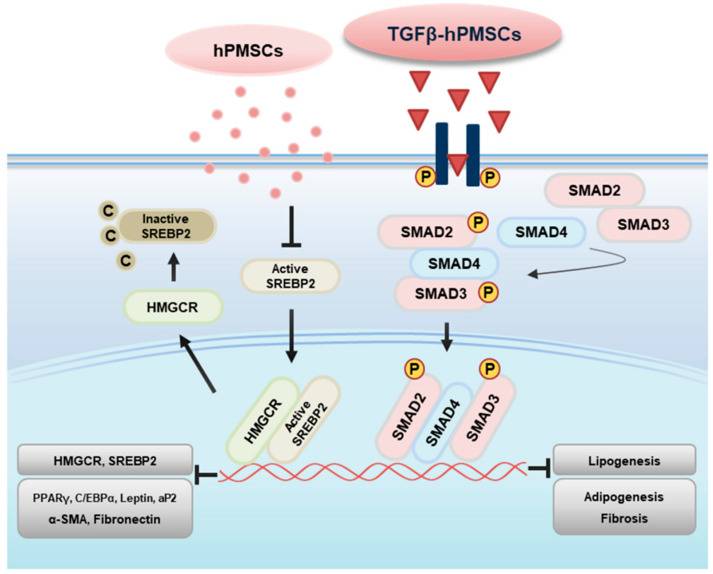 hPMSCs
TGFβ-hPMSCs
P
P
SMAD2
SMAD3
C
C
C
Inactive
SREBP2
SMAD2
P
SMAD4
SMAD4
SMAD3
P
Active
SREBP2
HMGCR
P
P
HMGCR
Active
SREBP2
SMAD2
SMAD4
SMAD3
HMGCR, SREBP2
PPARγ, C/EBPα, Leptin, aP2
α-SMA, Fibronectin
Lipogenesis
Adipogenesis
Fibrosis